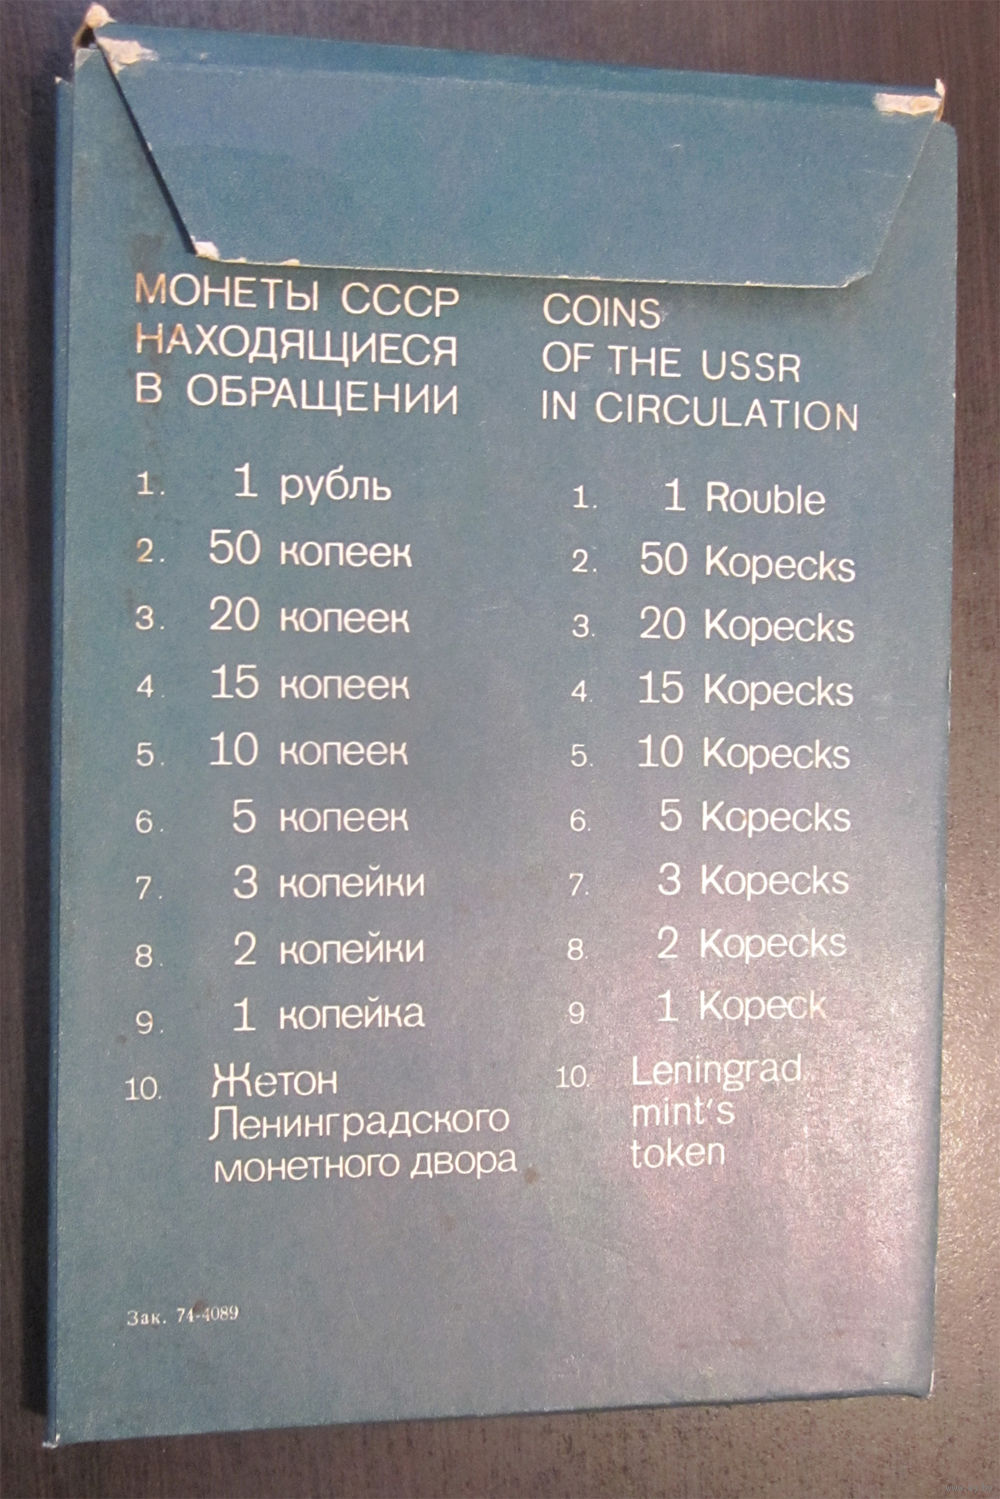 МОНЕТЫ СССР
НАХОДЯЩИЕСЯ
В ОБРАЩЕНИИ
1. 1 рубль
2. 50 копеек
3. 20 копеек
4. 15 копеек
5. 10 копеек
6. 5 копеек
7. 3 копейки
8. 2 копейки
9. 1 копейка
10. Жетон
Ленинградского
монетного двора
COINS
OF THE USSR
IN CIRCULATION
1. 1 Rouble
2. 50 Kopecks
3. 20 Kopecks
4. 15 Kopecks
5. 10 Kopecks
6. 5 Kopecks
7. 3 Kopecks
8. 2 Kopecks
9. 1 Kopeck
10. Leningrad
mint's
token
Зак. 74-4089